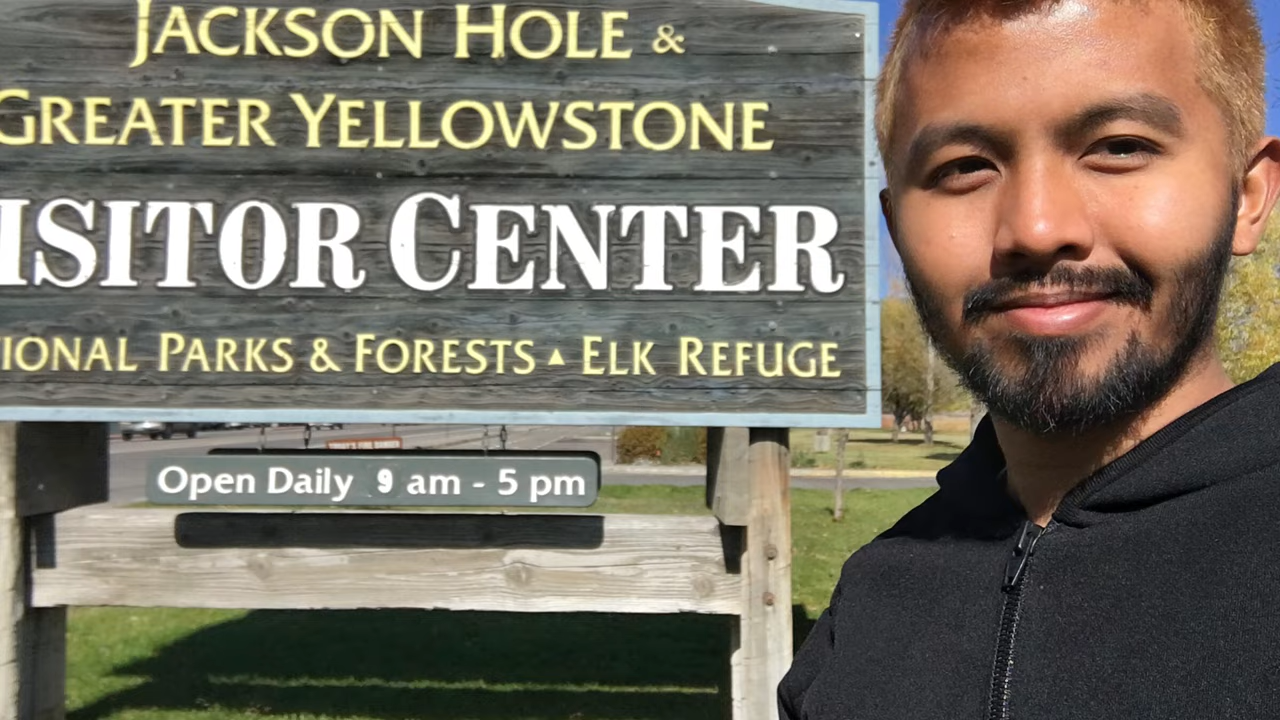 JACKSON HOLE &
GREATER YELLOWSTONE
ISITOR CENTER
IONAL PARKS & FORESTS ▲ ELK REFUGE
Open Daily 9 am - 5 pm